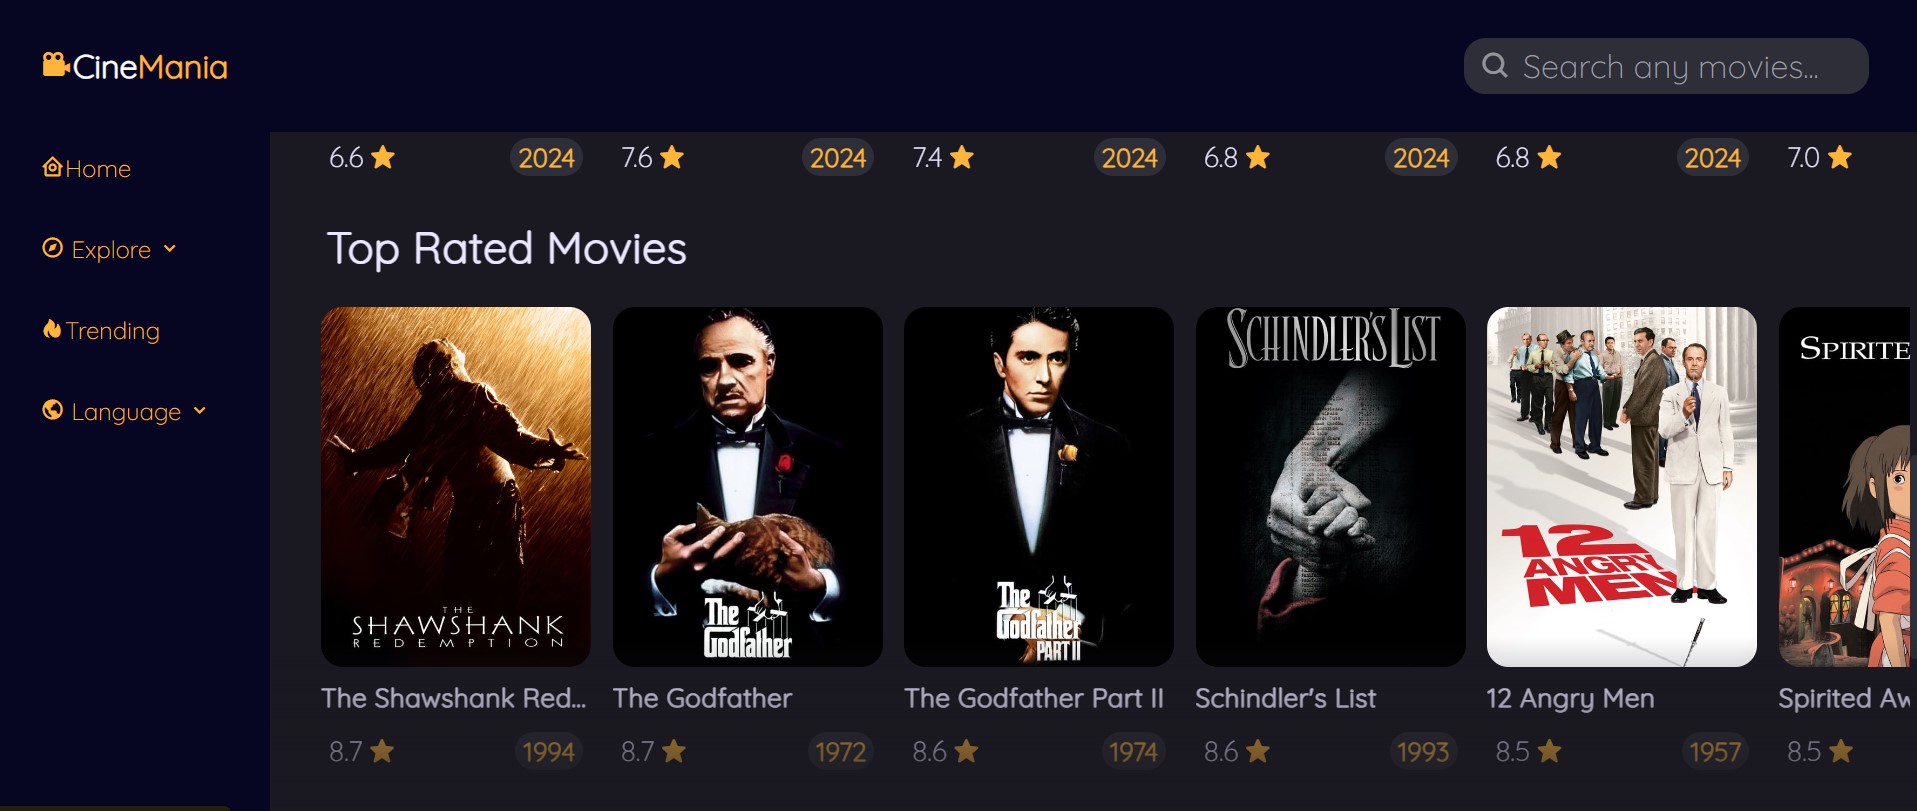 CineMania
Search any movies...
Home
Explore
Trending
Language
6.6 2024 7.6 2024 7.4 2024 6.8 2024 6.8 2024 7.0
Top Rated Movies
THE
SHAWSHANK
REDEMPTION
The
Godfather
The
Godfather
PART II
SCHINDLER'S LIST
12
ANGRY
MEN
SPIRITE
The Shawshank Red... The Godfather The Godfather Part II Schindler's List 12 Angry Men Spirited Aw
8.7 1994 8.7 1972 8.6 1974 8.6 1993 8.5 1957 8.5